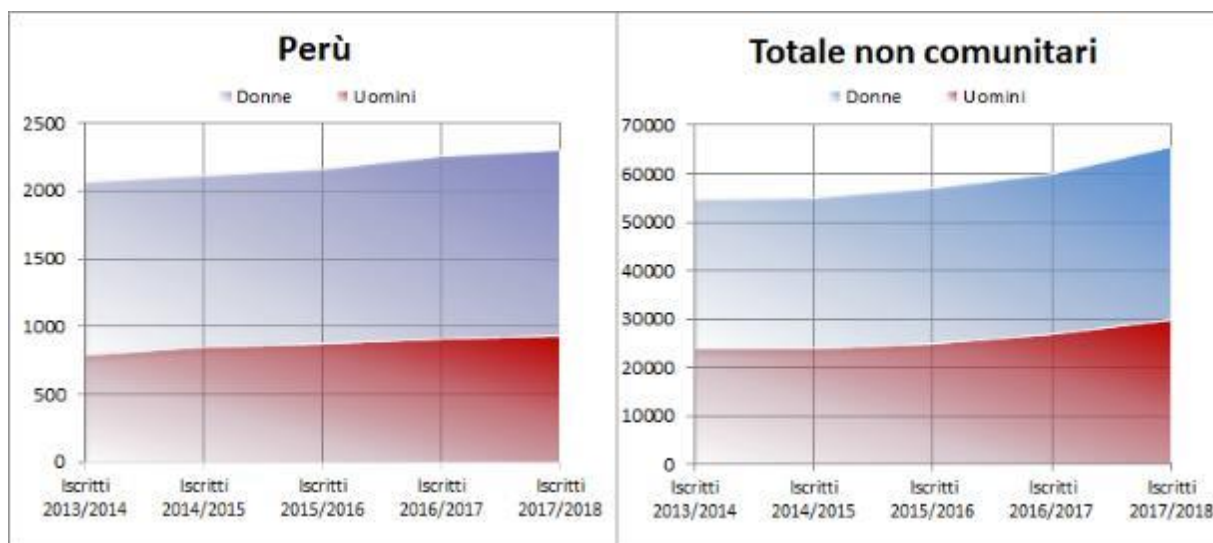 Perù
Donne Uomini
2500
2000
1500
1000
500
0
Iscritti 2013/2014
Iscritti 2014/2015
Iscritti 2015/2016
Iscritti 2016/2017
Iscritti 2017/2018
Totale non comunitari
Donne Uomini
70000
60000
50000
40000
30000
20000
10000
0
Iscritti 2013/2014
Iscritti 2014/2015
Iscritti 2015/2016
Iscritti 2016/2017
Iscritti 2017/2018